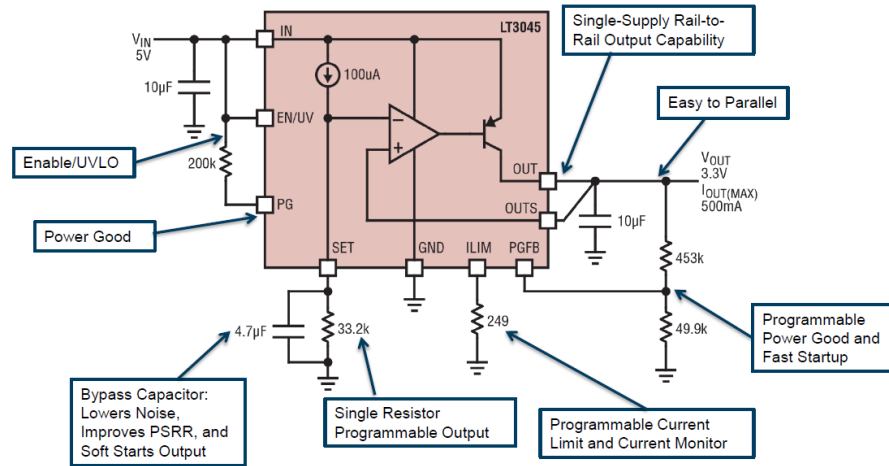 Single-Supply Rail-to-
Rail Output Capability
LT3045
IN
VIN
5V
100uA
10µF
Easy to Parallel
EN/UV
−
+
Enable/UVLO
200k
OUT
VOUT
3.3V
IOUT(MAX)
500mA
PG
OUTS
10µF
Power Good
SET
GND
ILIM
PGFB
453k
4.7µF
33.2k
249
49.9k
Programmable
Power Good and
Fast Startup
Bypass Capacitor:
Lowers Noise,
Improves PSRR, and
Soft Starts Output
Single Resistor
Programmable Output
Programmable Current
Limit and Current Monitor